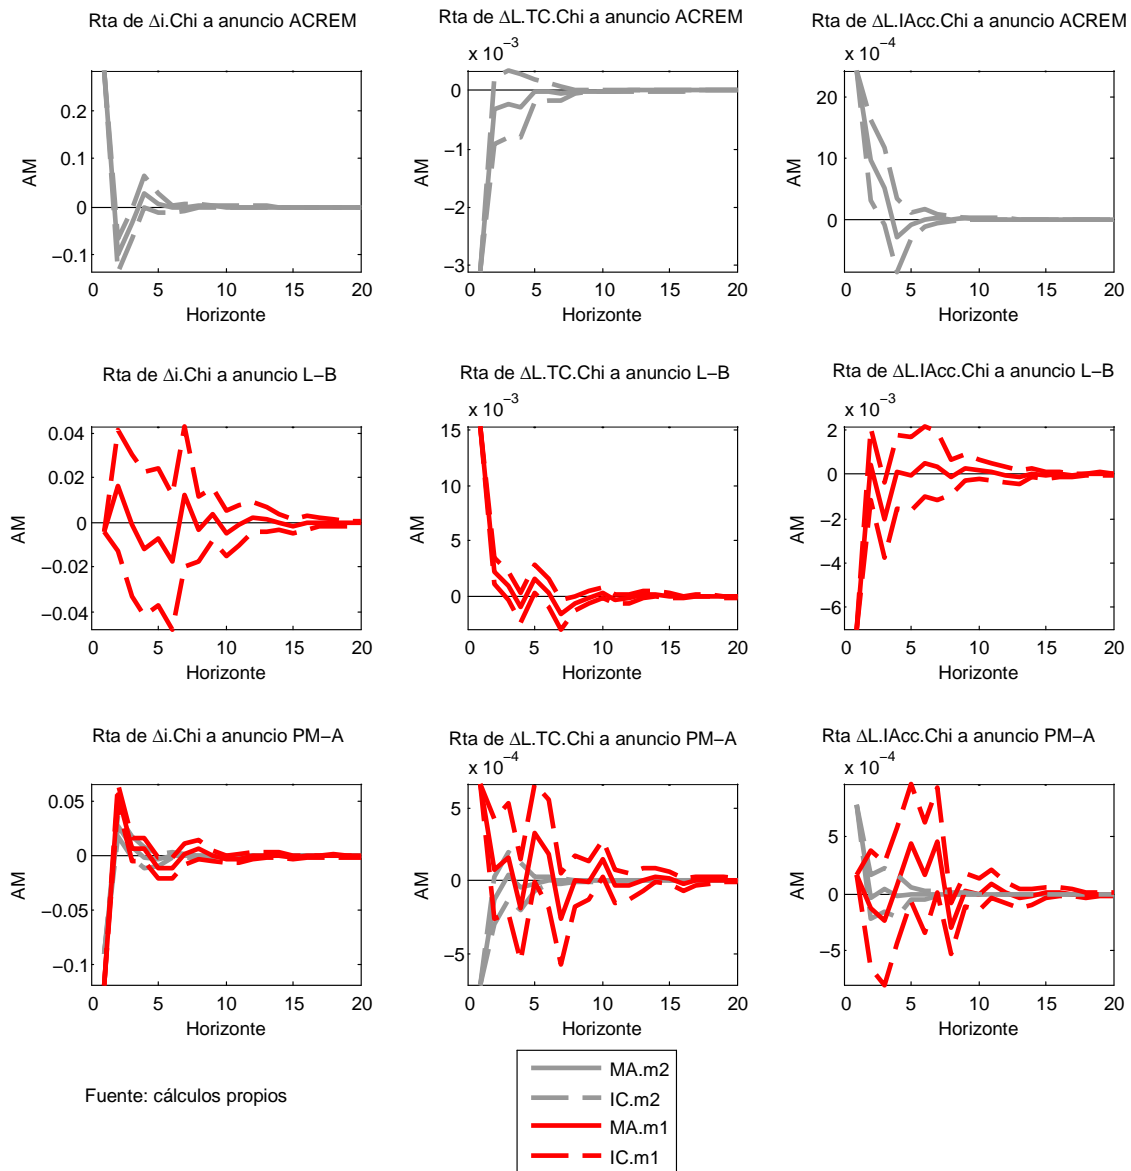 Rta de Δi.Chi a anuncio ACREM
AM
0.2
0.1
0
−0.1
0 5 10 15 20
Horizonte
Rta de ΔL.TC.Chi a anuncio ACREM
x 10−3
AM
0
−1
−2
−3
0 5 10 15 20
Horizonte
Rta de ΔL.IAcc.Chi a anuncio ACREM
x 10−4
AM
20
10
0
0 5 10 15 20
Horizonte
Rta de Δi.Chi a anuncio L−B
AM
0.04
0.02
0
−0.02
−0.04
0 5 10 15 20
Horizonte
Rta de ΔL.TC.Chi a anuncio L−B
x 10−3
AM
15
10
5
0
0 5 10 15 20
Horizonte
Rta de ΔL.IAcc.Chi a anuncio L−B
x 10−3
AM
2
0
−2
−4
−6
0 5 10 15 20
Horizonte
Rta de Δi.Chi a anuncio PM−A
AM
0.05
0
−0.05
−0.1
0 5 10 15 20
Horizonte
Rta de ΔL.TC.Chi a anuncio PM−A
x 10−4
AM
5
0
−5
0 5 10 15 20
Horizonte
Rta ΔL.IAcc.Chi a anuncio PM−A
x 10−4
AM
5
0
−5
0 5 10 15 20
Horizonte
Fuente: cálculos propios
MA.m2
IC.m2
MA.m1
IC.m1